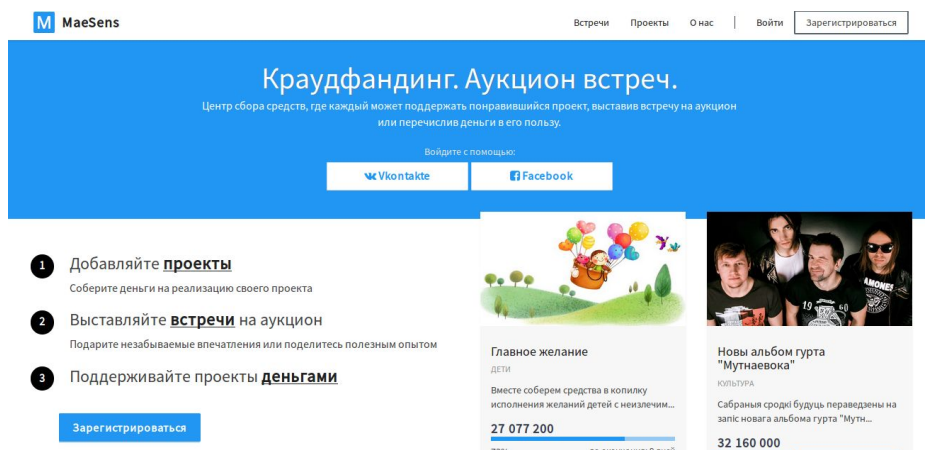 M MaeSens
Встречи Проекты О нас | Войти Зарегистрироваться
Краудфандинг. Аукцион встреч.
Центр сбора средств, где каждый может поддержать понравившийся проект, выставив встречу на аукцион
или перечислив деньги в его пользу.
Войдите с помощью:
Vkontakte
Facebook
1 Добавляйте проекты
Соберите деньги на реализацию своего проекта
2 Выставляйте встречи на аукцион
Подарите незабываемые впечатления или поделитесь полезным опытом
3 Поддерживайте проекты деньгами
Зарегистрироваться
Главное желание
ДЕТИ
Вместе соберем средства в копилку
исполнения желаний детей с неизлечим...
27 077 200
Новы альбом гурта
"Мутнаевока"
КУЛЬТУРА
Сабраныя сродкі будуць пераведзены на
запіс новага альбома гурта "Мутн...
32 160 000